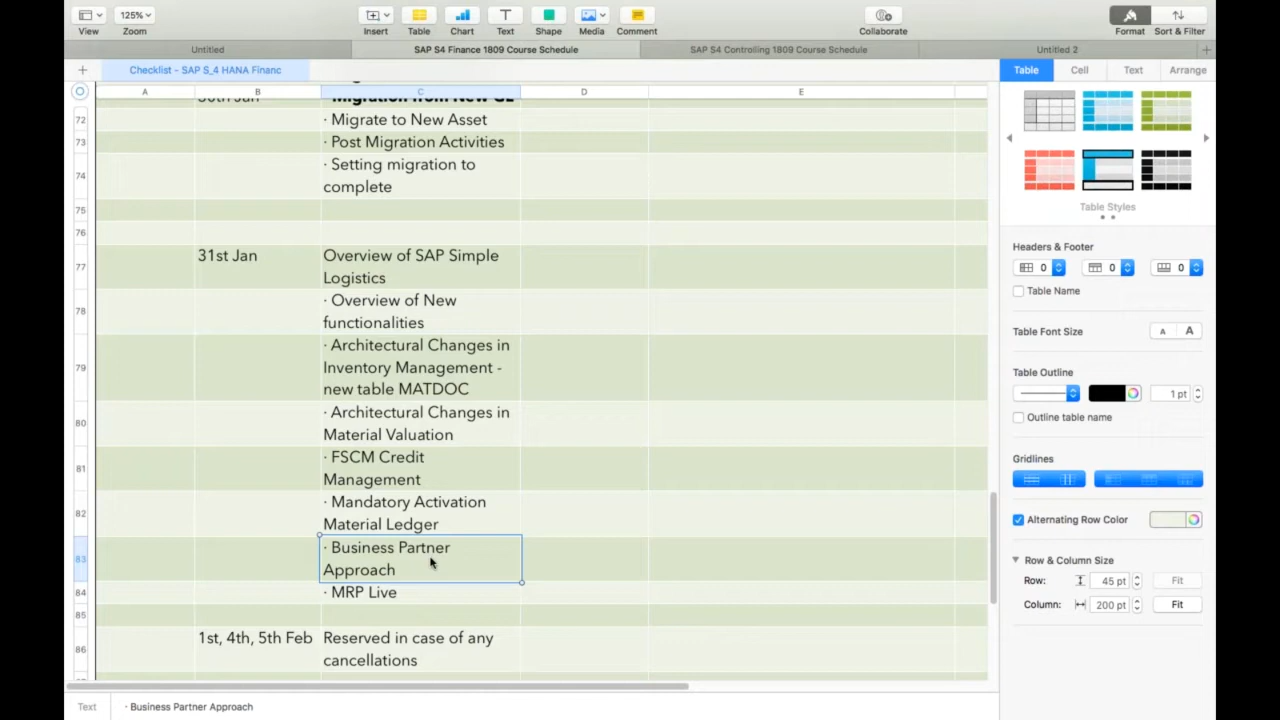 125%
View
Zoom
Insert
Table
Chart
Text
Shape
Media
Comment
Collaborate
Format
Sort & Filter
Untitled
SAP S4 Finance 1809 Course Schedule
SAP S4 Controlling 1809 Course Schedule
Untitled 2
Checklist - SAP S_4 HANA Financ
Table
Cell
Text
Arrange
A
B
C
D
E
30th Jan
· Migration from New GL
72
· Migrate to New Asset
73
· Post Migration Activities
74
· Setting migration to
complete
75
76
77
31st Jan
Overview of SAP Simple
Logistics
78
· Overview of New
functionalities
79
· Architectural Changes in
Inventory Management -
new table MATDOC
80
· Architectural Changes in
Material Valuation
81
· FSCM Credit
Management
82
· Mandatory Activation
Material Ledger
83
· Business Partner
Approach
84
· MRP Live
85
86
1st, 4th, 5th Feb
Reserved in case of any
cancellations
Table Styles
Headers & Footer
0
0
0
Table Name
Table Font Size
A
A
Table Outline
1 pt
Outline table name
Gridlines
Alternating Row Color
Row & Column Size
Row:
45 pt
Fit
Column:
200 pt
Fit
Text
· Business Partner Approach